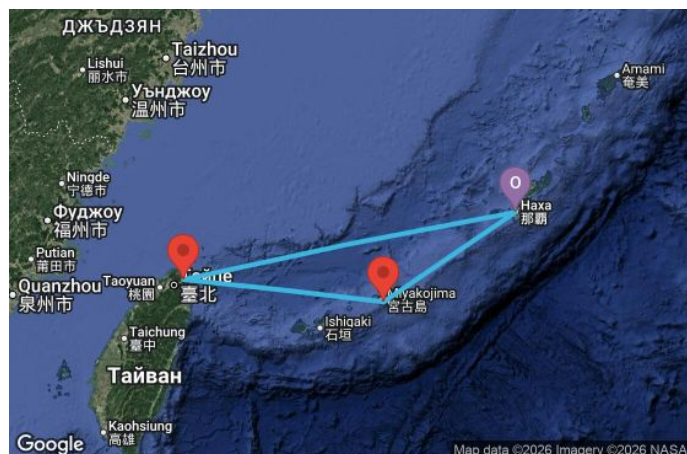 ДЖЪДЗЯН
Taizhou
台州市
Lishui
丽水市
Уънджоу
温州市
Amami
奄美
Ningde
宁德市
O
Наха
那覇
Фуджоу
福州市
Putian
莆田市
Тайпе
臺北
Taoyuan
桃園
Quanzhou
泉州市
Miyakojima
宮古島
Ishigaki
石垣
Taichung
臺中
Тайван
Kaohsiung
高雄
Google
Map data ©2026 Imagery ©2026 NASA